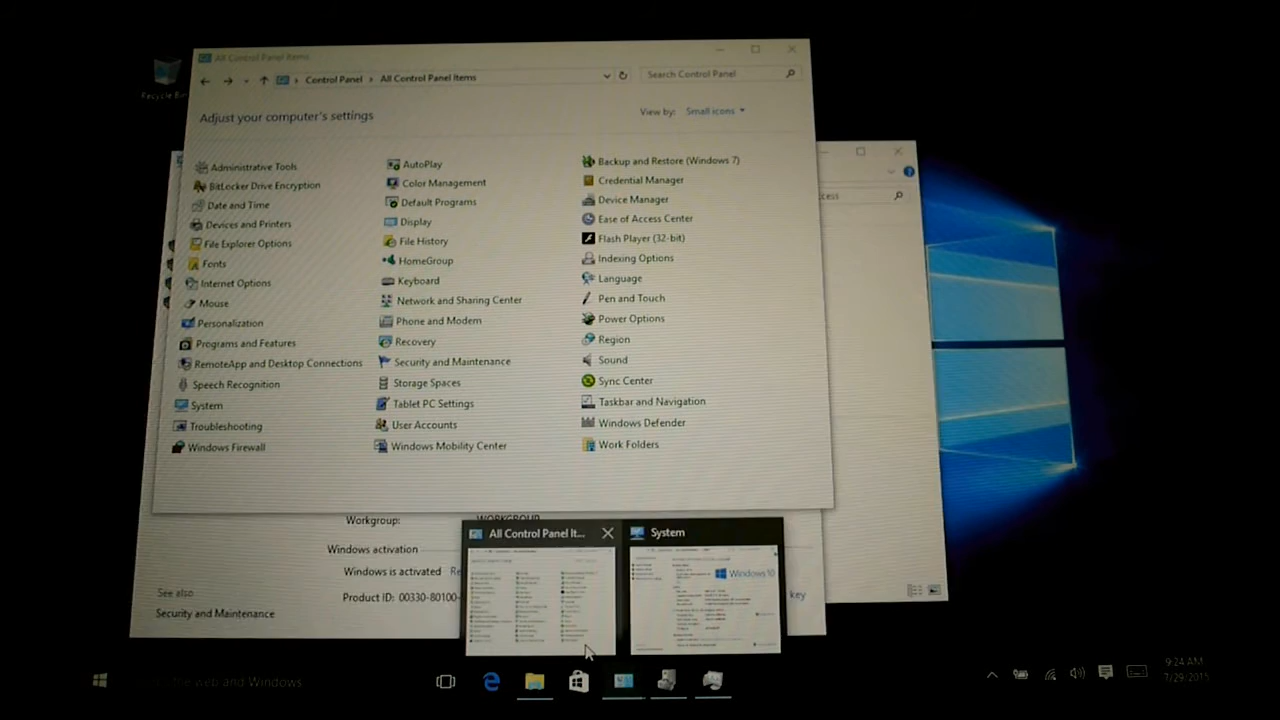 All Control Panel Items
Control Panel > All Control Panel Items
Search Control Panel
Recycle Bin
Adjust your computer's settings
View by: Small icons
Administrative Tools
AutoPlay
Backup and Restore (Windows 7)
BitLocker Drive Encryption
Color Management
Credential Manager
Date and Time
Default Programs
Device Manager
Devices and Printers
Display
Ease of Access Center
File Explorer Options
File History
Flash Player (32-bit)
Fonts
HomeGroup
Indexing Options
Internet Options
Keyboard
Language
Mouse
Network and Sharing Center
Pen and Touch
Personalization
Phone and Modem
Power Options
Programs and Features
Recovery
Region
RemoteApp and Desktop Connections
Security and Maintenance
Sound
Speech Recognition
Storage Spaces
Sync Center
System
Tablet PC Settings
Taskbar and Navigation
Troubleshooting
User Accounts
Windows Defender
Windows Firewall
Windows Mobility Center
Work Folders
Workgroup: WORKGROUP
Windows activation
Windows is activated
Product ID: 00330-80100-
key
See also
Security and Maintenance
All Control Panel It...
System
Windows 10
the web and Windows
9:24 AM
7/29/2015